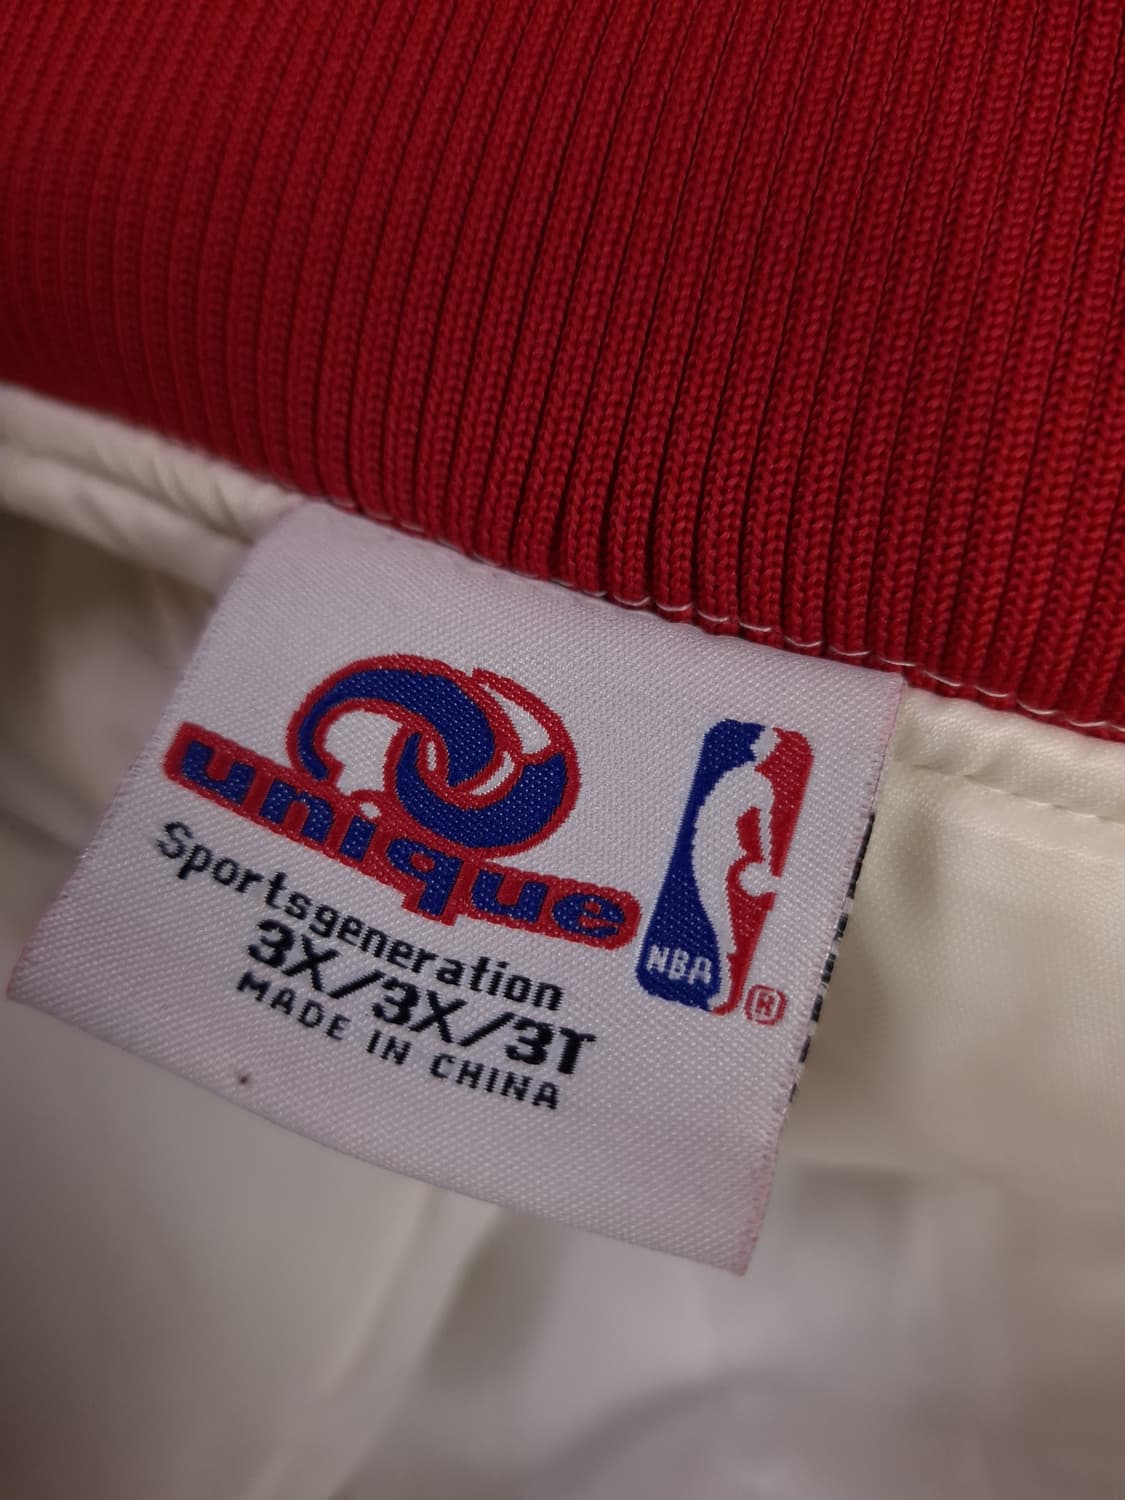 unique
NBA
®
Sportsgeneration
3X/3X/3T
MADE IN CHINA